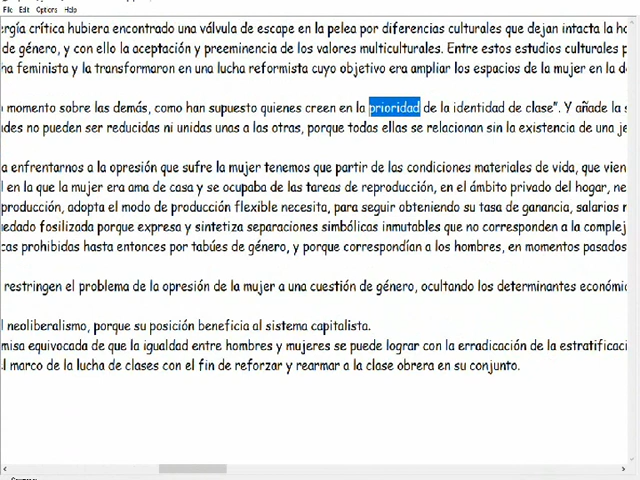 File Edit Options Help
ergía crítica hubiera encontrado una válvula de escape en la pelea por diferencias culturales que dejan intacta la ho
de género, y con ello la aceptación y preeminencia de los valores multiculturales. Entre estos estudios culturales p
ha feminista y la transformaron en una lucha reformista cuyo objetivo era ampliar los espacios de la mujer en la de
momento sobre las demás, como han supuesto quienes creen en la prioridad de la identidad de clase". Y añade la s
des no pueden ser reducidas ni unidas unas a las otras, porque todas ellas se relacionan sin la existencia de una je
a enfrentarnos a la opresión que sufre la mujer tenemos que partir de las condiciones materiales de vida, que vien
l en la que la mujer era ama de casa y se ocupaba de las tareas de reproducción, en el ámbito privado del hogar, ne
producción, adopta el modo de producción flexible necesita, para seguir obteniendo su tasa de ganancia, salarios r
uedado fosilizada porque expresa y sintetiza separaciones simbólicas inmutables que no corresponden a la complej
cas prohibidas hasta entonces por tabúes de género, y porque correspondían a los hombres, en momentos pasados
restringen el problema de la opresión de la mujer a una cuestión de género, ocultando los determinantes económic
l neoliberalismo, porque su posición beneficia al sistema capitalista.
misa equivocada de que la igualdad entre hombres y mujeres se puede lograr con la erradicación de la estratificaci
l marco de la lucha de clases con el fin de reforzar y rearmar a la clase obrera en su conjunto.